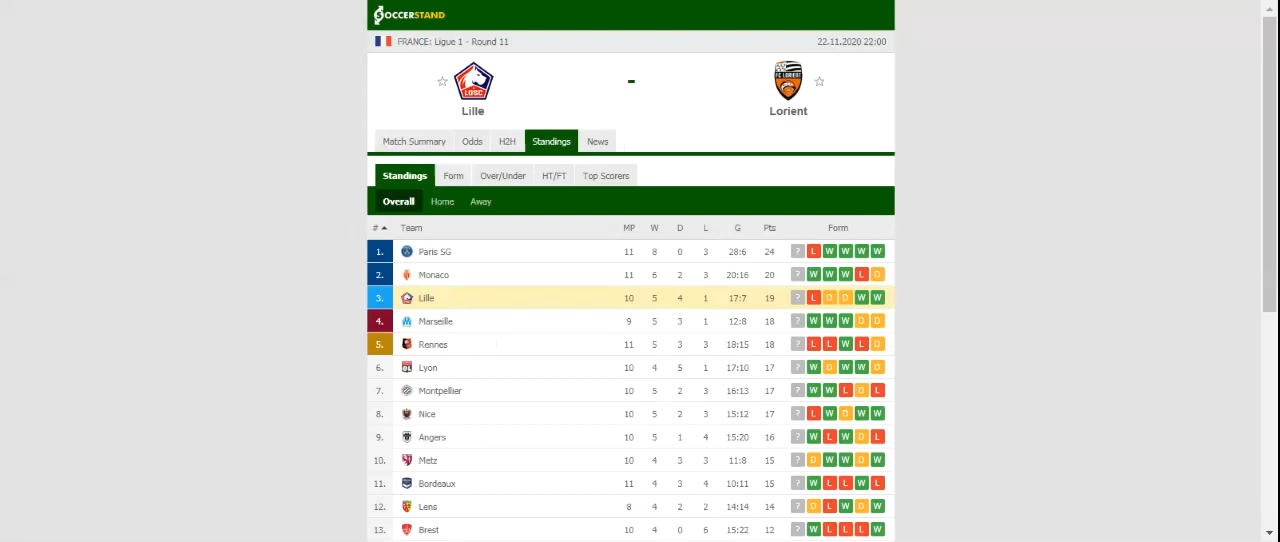 SOCCERSTAND
FRANCE: Ligue 1 - Round 11 22.11.2020 22:00
LOSC FC LORIENT
-
Lille Lorient
Match Summary Odds H2H Standings News
Standings Form Over/Under HT/FT Top Scorers
Overall Home Away
# Team MP W D L G Pts Form
1. Paris SG 11 8 0 3 28:6 24 ? L W W W W
2. Monaco 11 6 2 3 20:16 20 ? W W W L D
3. Lille 10 5 4 1 17:7 19 ? L D D W W
4. Marseille 9 5 3 1 12:8 18 ? W W W D D
5. Rennes 11 5 3 3 18:15 18 ? L L W L D
6. Lyon 10 4 5 1 17:10 17 ? W D W W D
7. Montpellier 10 5 2 3 16:13 17 ? W W L D L
8. Nice 10 5 2 3 15:12 17 ? L W D W W
9. Angers 10 5 1 4 15:20 16 ? W L W D L
10. Metz 10 4 3 3 11:8 15 ? D W W D W
11. Bordeaux 11 4 3 4 10:11 15 ? W L L W L
12. Lens 8 4 2 2 14:14 14 ? D L W D W
13. Brest 10 4 0 6 15:22 12 ? W L L L W